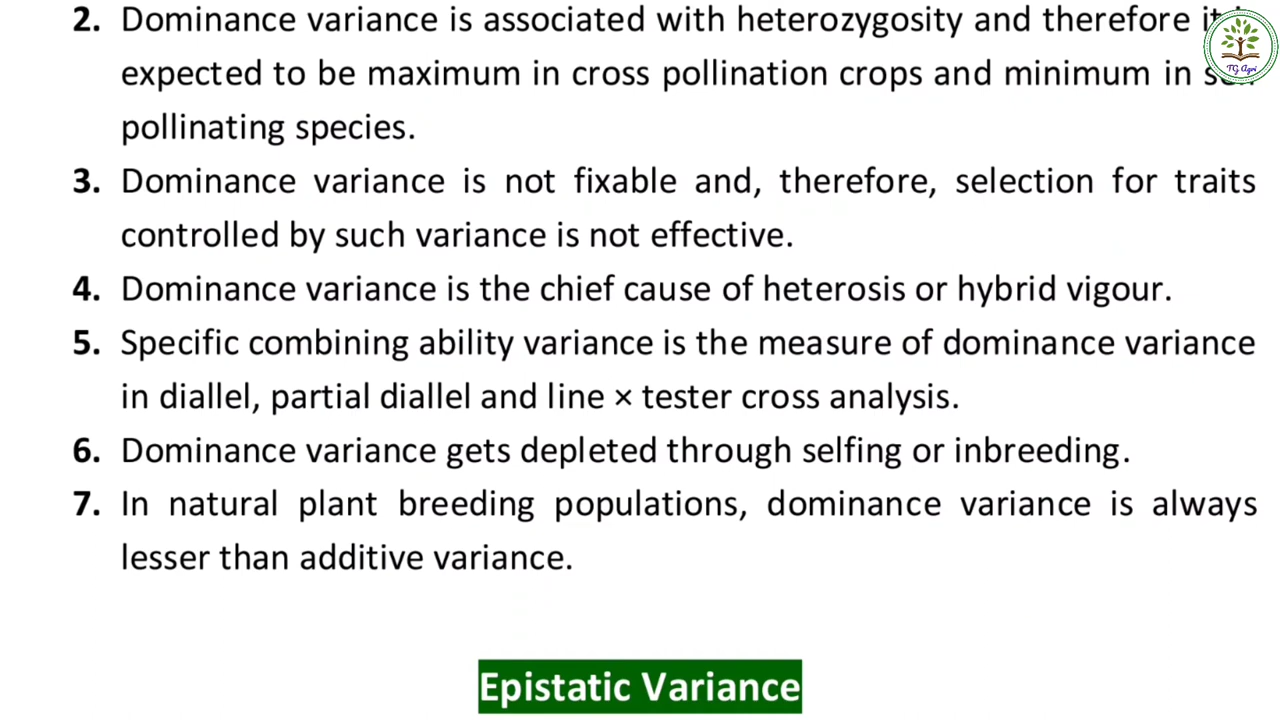 2. Dominance variance is associated with heterozygosity and therefore it
expected to be maximum in cross pollination crops and minimum in
pollinating species.
3. Dominance variance is not fixable and, therefore, selection for traits
controlled by such variance is not effective.
4. Dominance variance is the chief cause of heterosis or hybrid vigour.
5. Specific combining ability variance is the measure of dominance variance
in diallel, partial diallel and line × tester cross analysis.
6. Dominance variance gets depleted through selfing or inbreeding.
7. In natural plant breeding populations, dominance variance is always
lesser than additive variance.
Epistatic Variance
TG Agri